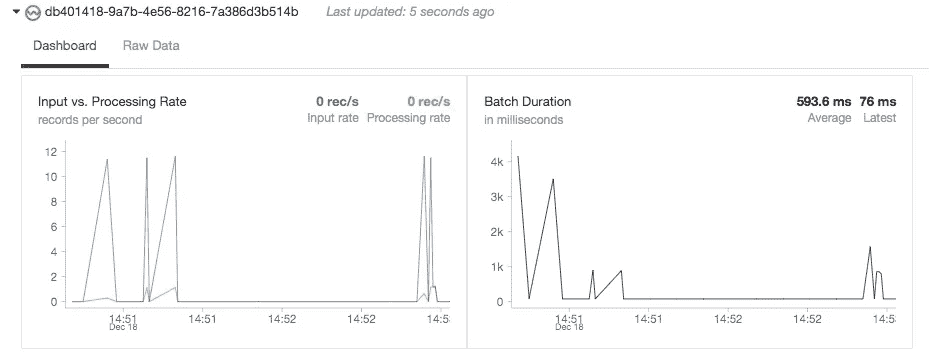 db401418-9a7b-4e56-8216-7a386d3b514b Last updated: 5 seconds ago
Dashboard Raw Data
Input vs. Processing Rate 0 rec/s 0 rec/s
records per second Input rate Processing rate
12
10
8
6
4
2
0
14:51 14:51 14:52 14:52 14:5
Dec 18
Batch Duration 593.6 ms 76 ms
in milliseconds Average Latest
4k
3k
2k
1k
0
14:51 14:51 14:52 14:52 14:5
Dec 18